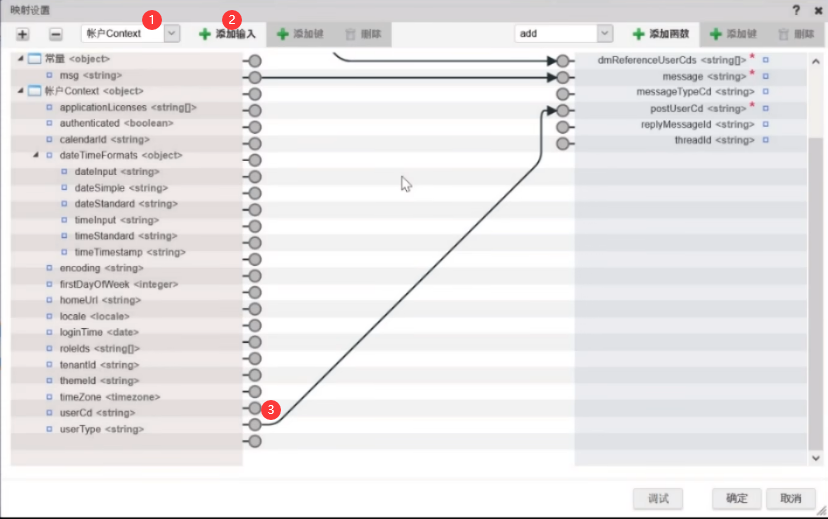 映射设置 ? ×
1 2
帐户Context 添加输入 添加键 删除 add 添加函数 添加键 删除
常量 <object>
msg <string>
帐户Context <object>
applicationLicenses <string[]>
authenticated <boolean>
calendarId <string>
dateTimeFormats <object>
dateInput <string>
dateSimple <string>
dateStandard <string>
timeInput <string>
timeStandard <string>
timeTimestamp <string>
encoding <string>
firstDayOfWeek <integer>
homeUrl <string>
locale <locale>
loginTime <date>
roleIds <string[]>
tenantId <string>
themeId <string>
timeZone <timezone>
userCd <string>
userType <string>
3
dmReferenceUserCds <string[]> *
message <string> *
messageTypeCd <string>
postUserCd <string> *
replyMessageId <string>
threadId <string>
调试 确定 取消